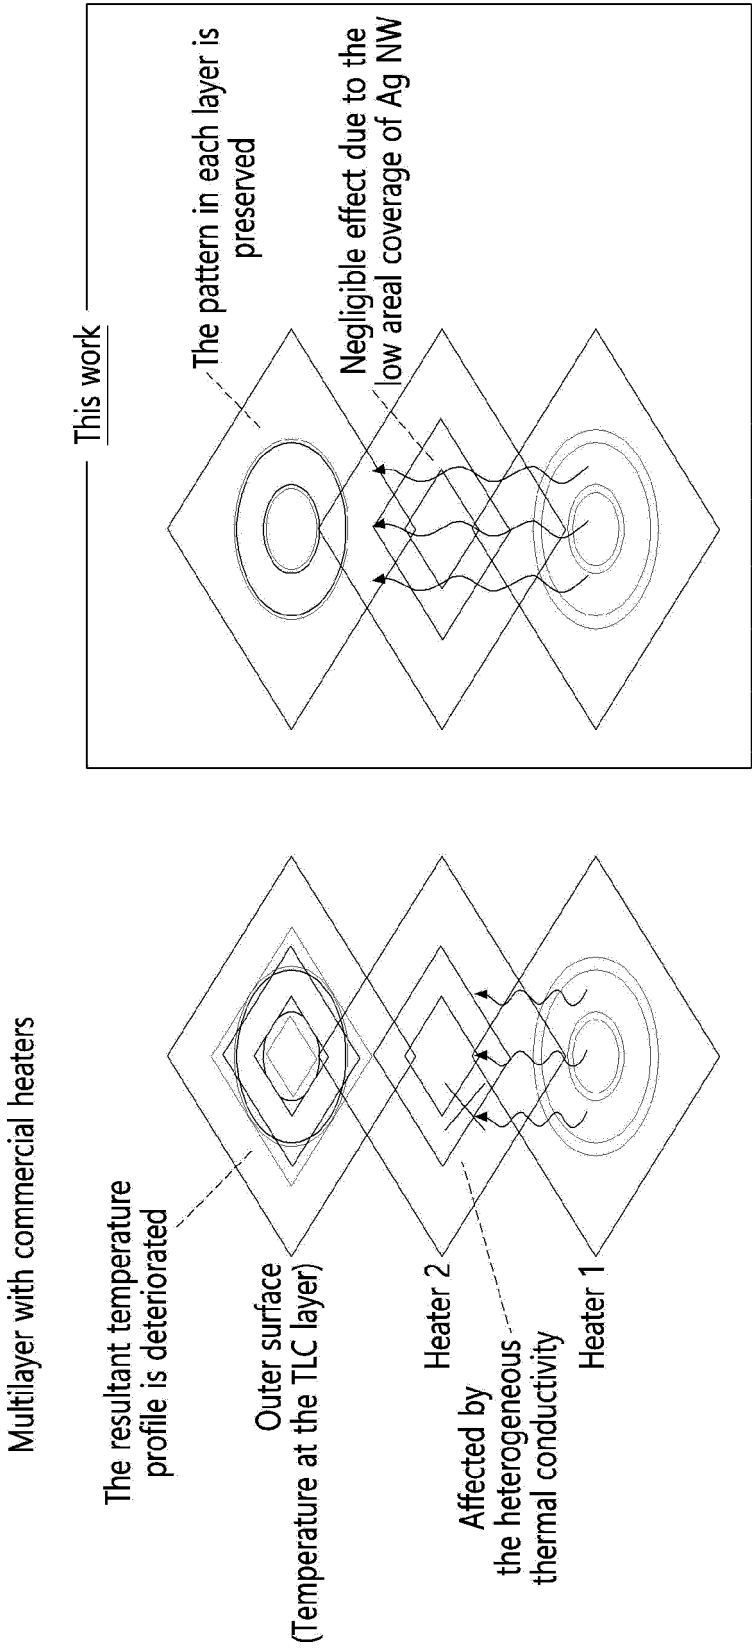 Multilayer with commercial heaters
The resultant temperature
profile is deteriorated
Outer surface
(Temperature at the TLC layer)
Heater 2
Affected by
the heterogeneous
thermal conductivity
Heater 1
This work
The pattern in each layer is
preserved
Negligible effect due to the
low areal coverage of Ag NW